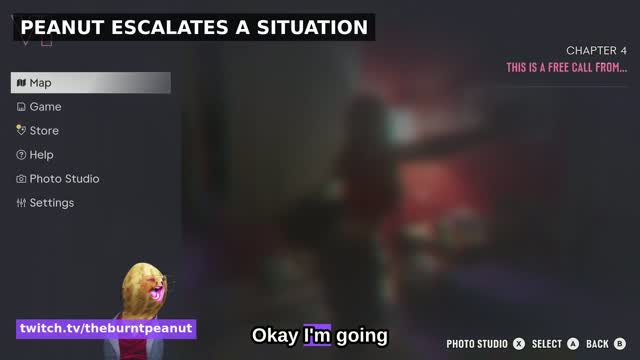 PEANUT ESCALATES A SITUATION
CHAPTER 4
THIS IS A FREE CALL FROM...
Map
Game
Store
Help
Photo Studio
Settings
twitch.tv/theburntpeanut
Okay I'm going
PHOTO STUDIO X SELECT A BACK B